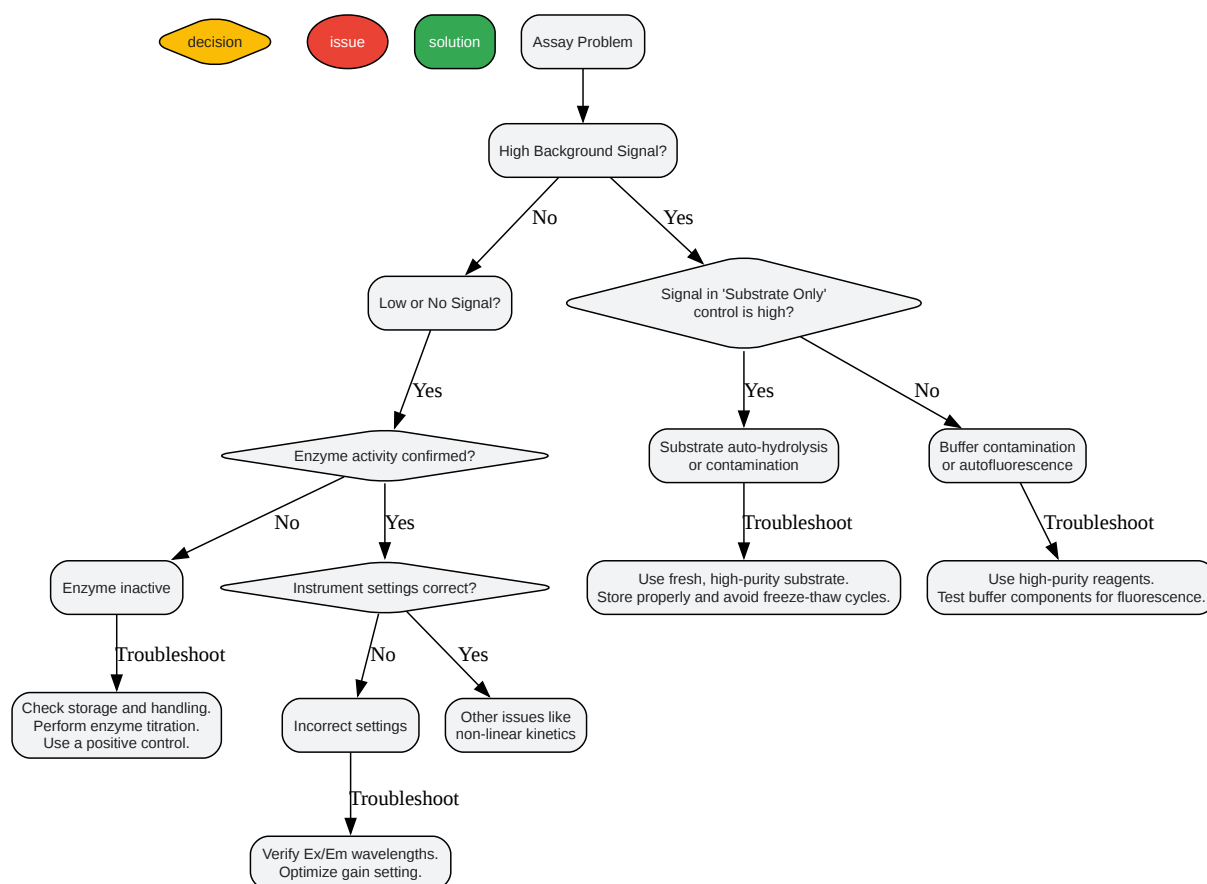 decision
issue
solution
Assay Problem
High Background Signal?
No
Yes
Low or No Signal?
Signal in 'Substrate Only'
control is high?
Yes
Yes
No
Enzyme activity confirmed?
Substrate auto-hydrolysis
or contamination
Buffer contamination
or autofluorescence
No
Yes
Troubleshoot
Troubleshoot
Enzyme inactive
Instrument settings correct?
Use fresh, high-purity substrate.
Store properly and avoid freeze-thaw cycles.
Use high-purity reagents.
Test buffer components for fluorescence.
Troubleshoot
No
Yes
Check storage and handling.
Perform enzyme titration.
Use a positive control.
Incorrect settings
Other issues like
non-linear kinetics
Troubleshoot
Verify Ex/Em wavelengths.
Optimize gain setting.